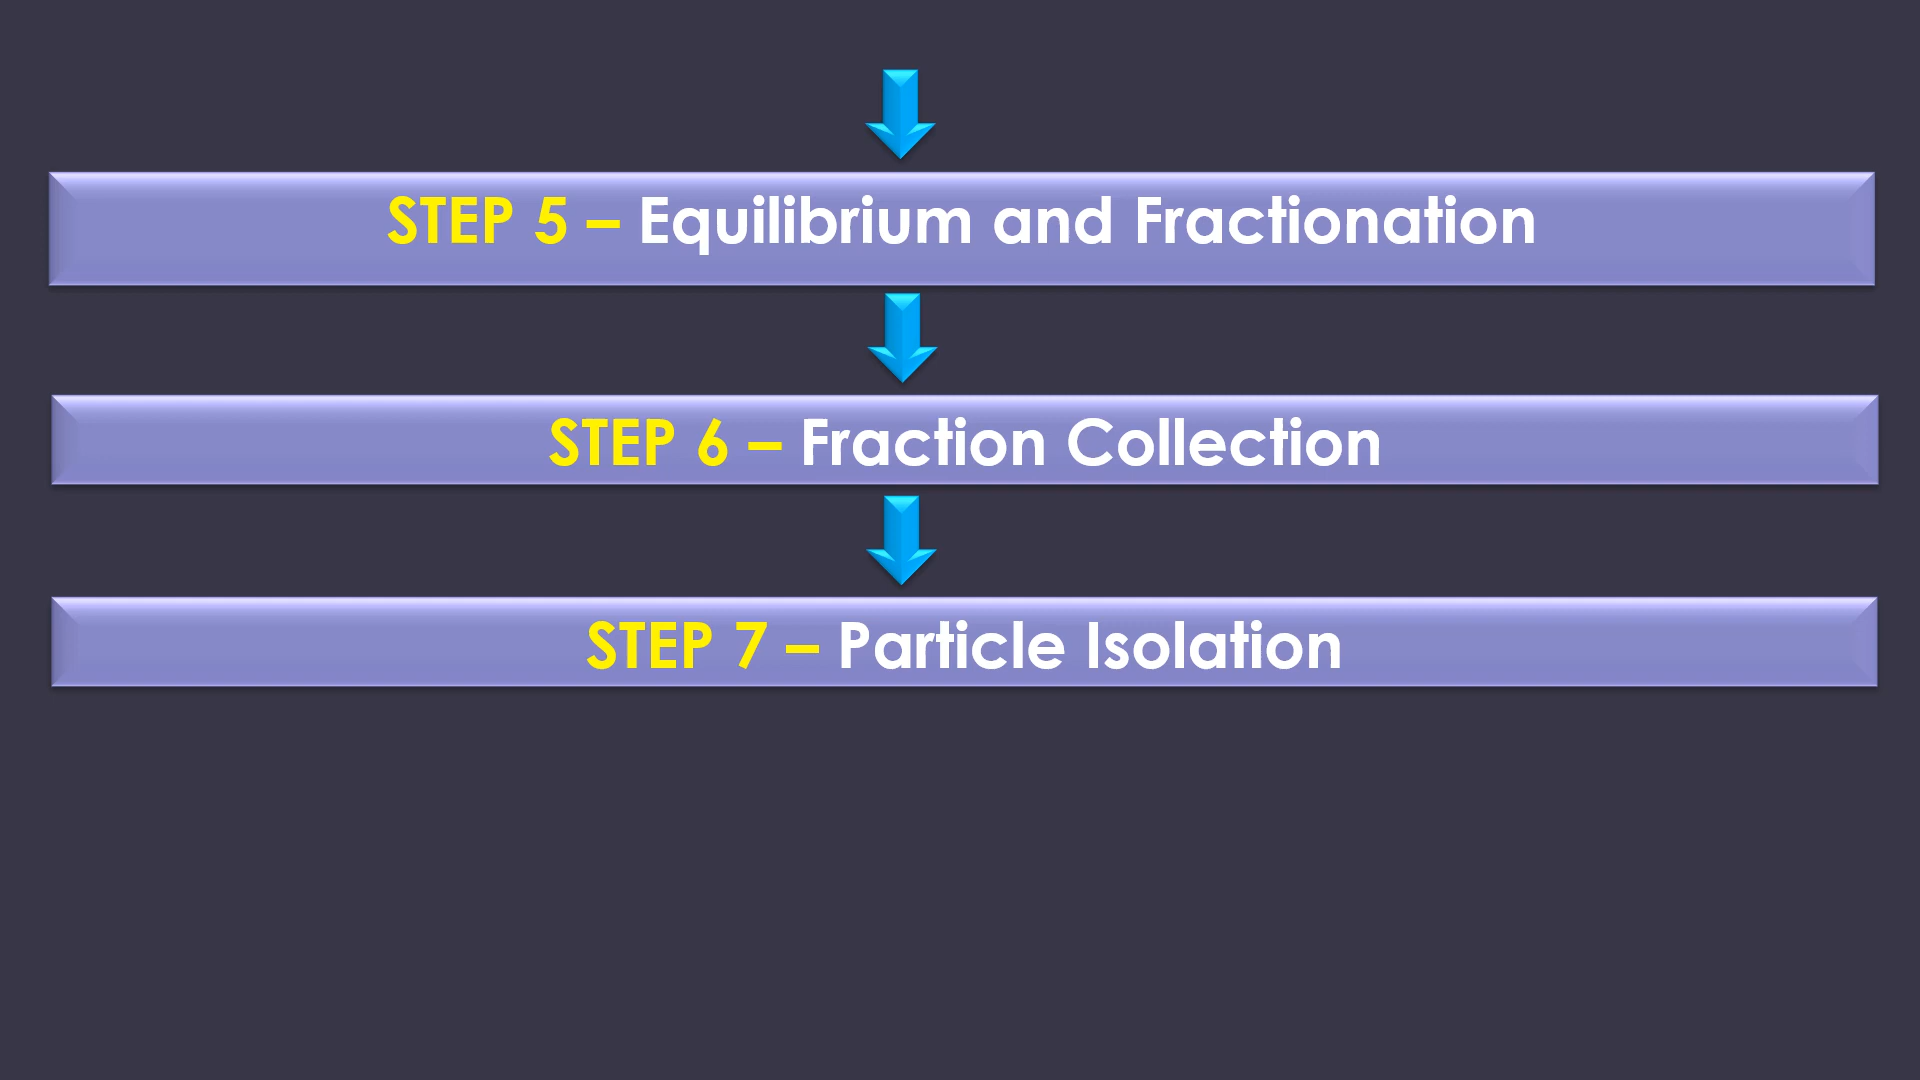 STEP 5 – Equilibrium and Fractionation
STEP 6 – Fraction Collection
STEP 7 – Particle Isolation